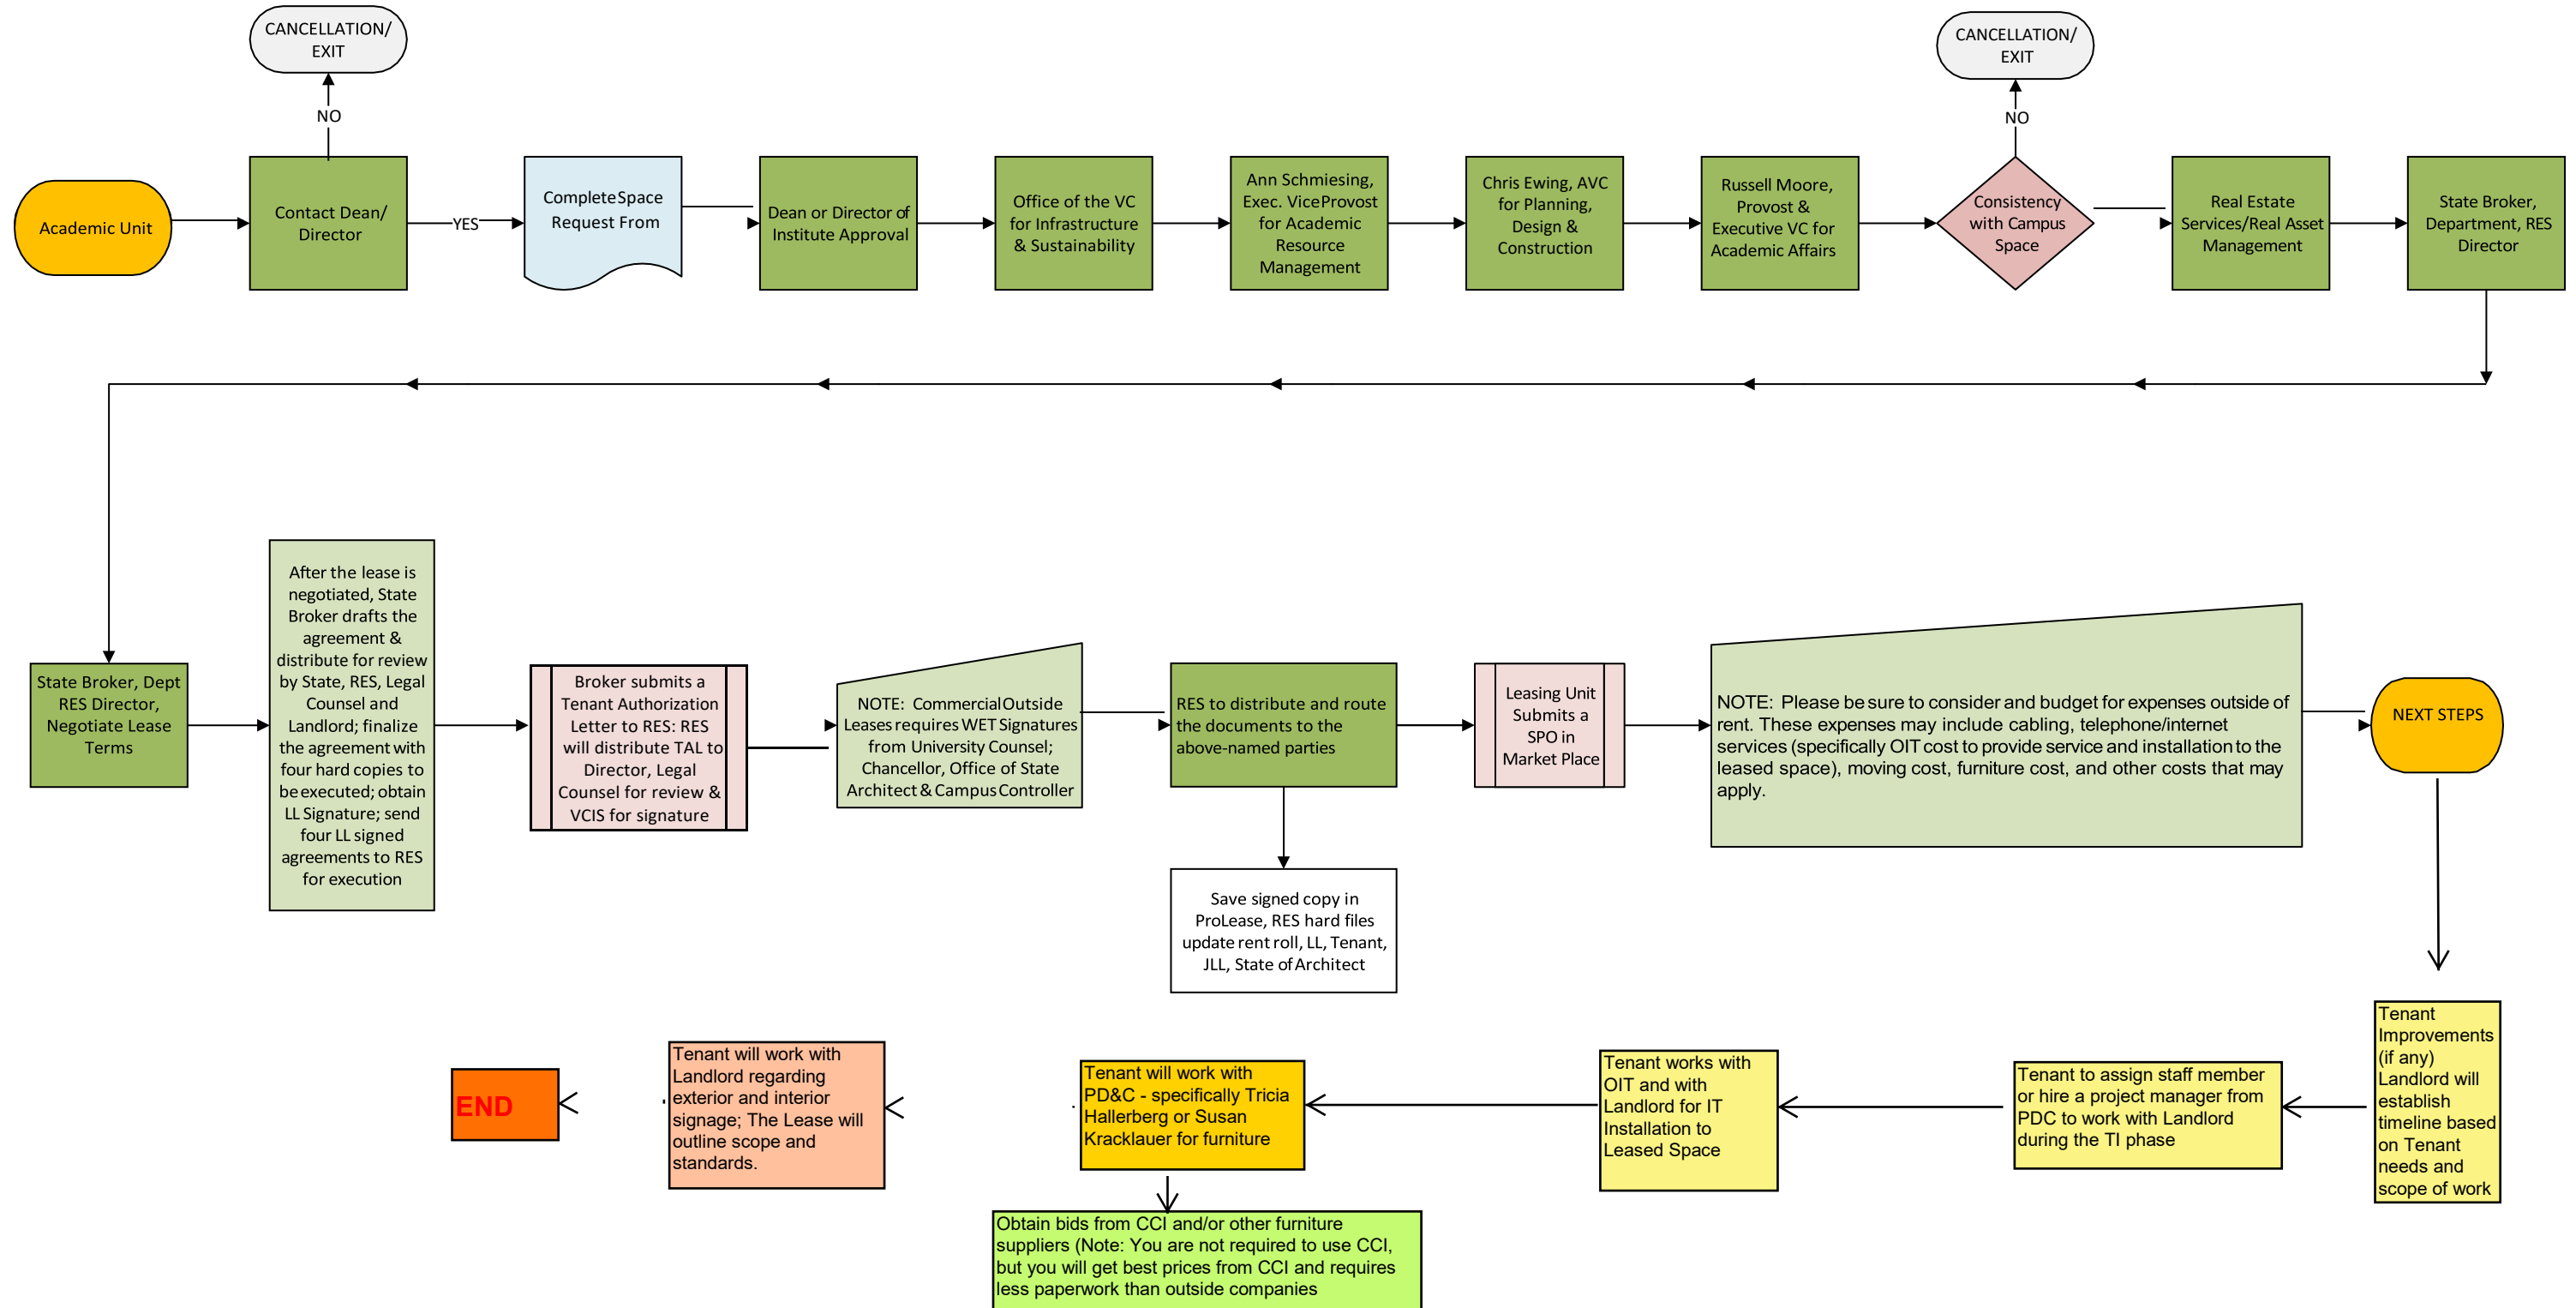 CANCELLATION/
EXIT
NO
CANCELLATION/
EXIT
NO
Academic Unit
Contact Dean/
Director
YES
Complete Space
Request From
Dean or Director of
Institute Approval
Office of the VC
for Infrastructure
& Sustainability
Ann Schmiesing,
Exec. Vice Provost
for Academic
Resource
Management
Chris Ewing, AVC
for Planning,
Design &
Construction
Russell Moore,
Provost &
Executive VC for
Academic Affairs
Consistency
with Campus
Space
Real Estate
Services/Real Asset
Management
State Broker,
Department, RES
Director
State Broker, Dept
RES Director,
Negotiate Lease
Terms
After the lease is
negotiated, State
Broker drafts the
agreement &
distribute for review
by State, RES, Legal
Counsel and
Landlord; finalize
the agreement with
four hard copies to
be executed; obtain
LL Signature; send
four LL signed
agreements to RES
for execution
Broker submits a
Tenant Authorization
Letter to RES: RES
will distribute TAL to
Director, Legal
Counsel for review &
VCIS for signature
NOTE: Commercial Outside
Leases requires WET Signatures
from University Counsel;
Chancellor, Office of State
Architect & Campus Controller
RES to distribute and route
the documents to the
above-named parties
Save signed copy in
ProLease, RES hard files
update rent roll, LL, Tenant,
JLL, State of Architect
Leasing Unit
Submits a
SPO in
Market Place
NOTE: Please be sure to consider and budget for expenses outside of
rent. These expenses may include cabling, telephone/internet
services (specifically OIT cost to provide service and installation to the
leased space), moving cost, furniture cost, and other costs that may
apply.
NEXT STEPS
Tenant
Improvements
(if any)
Landlord will
establish
timeline based
on Tenant
needs and
scope of work
Tenant to assign staff member
or hire a project manager from
PDC to work with Landlord
during the TI phase
Tenant works with
OIT and with
Landlord for IT
Installation to
Leased Space
Tenant will work with
PD&C - specifically Tricia
Hallerberg or Susan
Kracklauer for furniture
Obtain bids from CCI and/or other furniture
suppliers (Note: You are not required to use CCI,
but you will get best prices from CCI and requires
less paperwork than outside companies
Tenant will work with
Landlord regarding
exterior and interior
signage; The Lease will
outline scope and
standards.
END